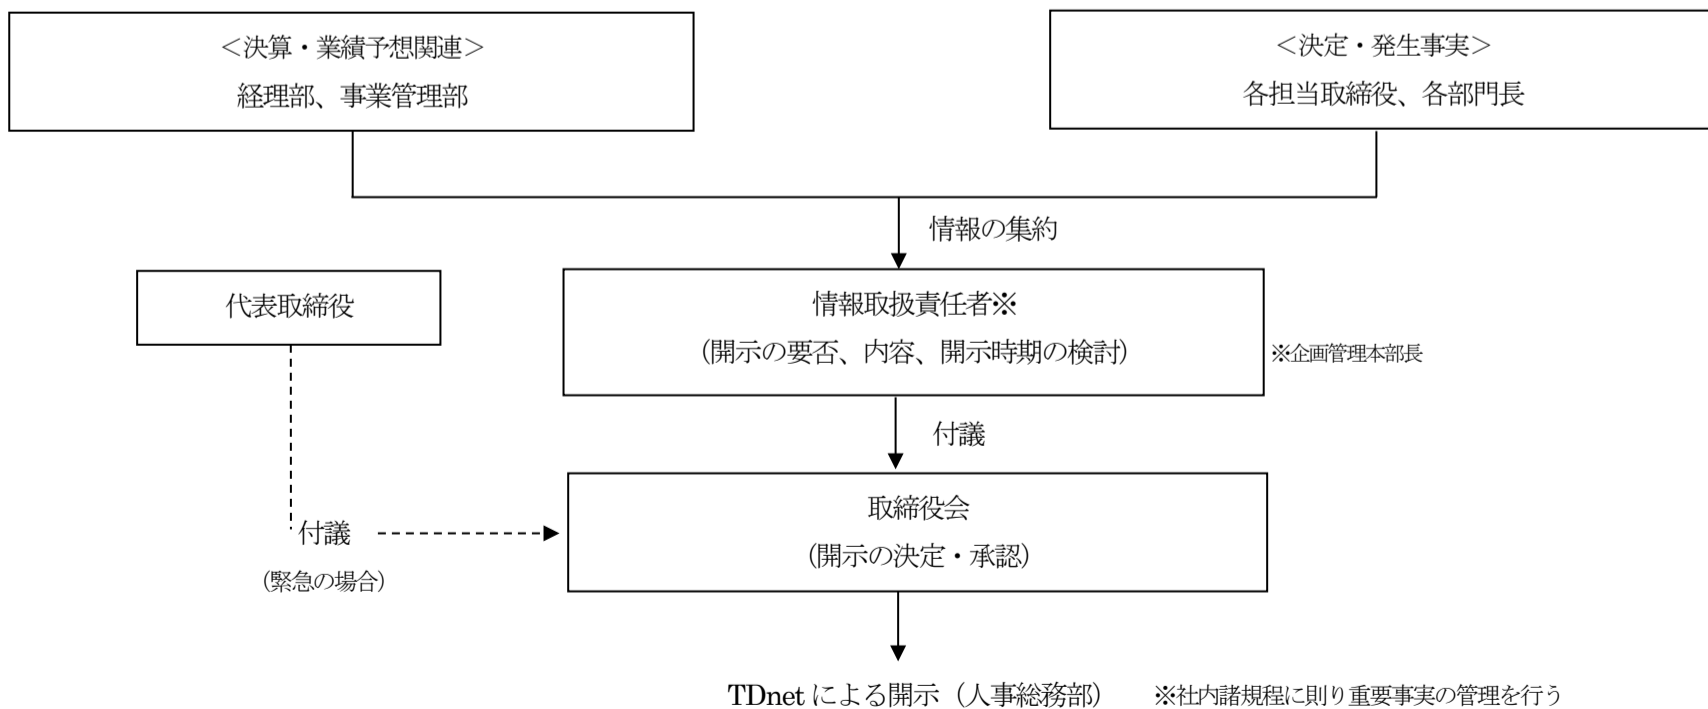 ＜決算・業績予想関連＞
経理部、事業管理部
＜決定・発生事実＞
各担当取締役、各部門長
情報の集約
代表取締役
情報取扱責任者※
（開示の要否、内容、開示時期の検討）
※企画管理本部長
付議
取締役会
（開示の決定・承認）
付議
（緊急の場合）
TDnet による開示（人事総務部）
※社内諸規程に則り重要事実の管理を行う